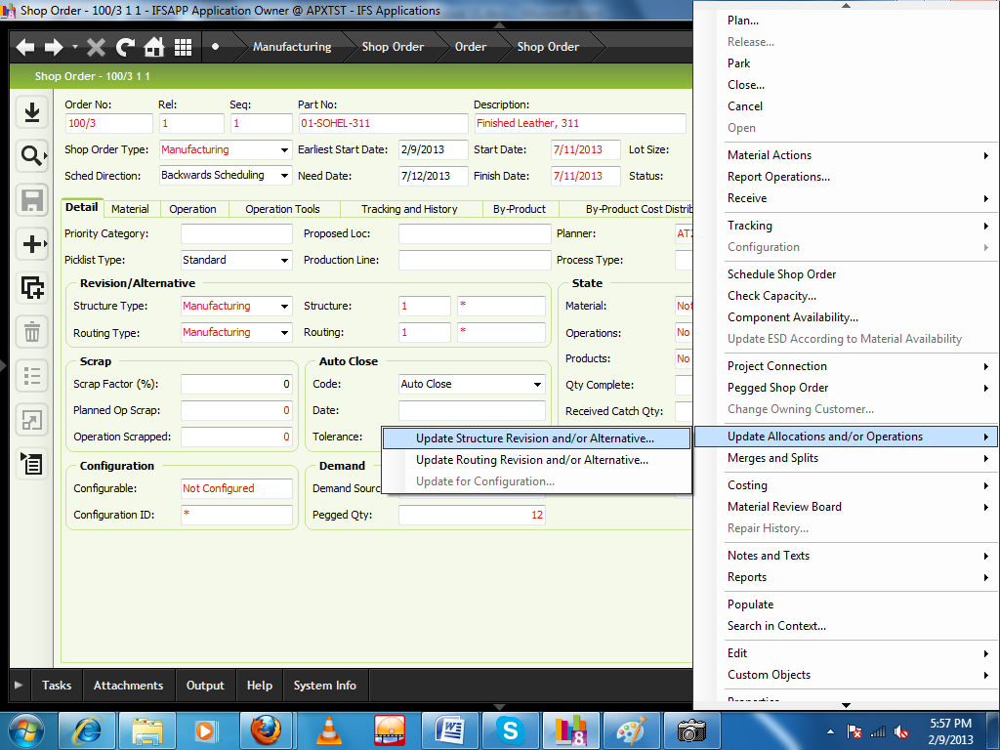 Shop Order - 100/3 1 1 - IFSAPP Application Owner @ APXTST - IFS Applications
Manufacturing Shop Order Order Shop Order
Shop Order - 100/3 1 1
Order No: Rel: Seq: Part No: Description:
100/3 1 1 01-SOHEL-311 Finished Leather, 311
Shop Order Type: Manufacturing Earliest Start Date: 2/9/2013 Start Date: 7/11/2013 Lot Size:
Sched Direction: Backwards Scheduling Need Date: 7/12/2013 Finish Date: 7/11/2013 Status:
Detail Material Operation Operation Tools Tracking and History By-Product By-Product Cost Distrib
Priority Category: Proposed Loc: Planner: AT2
Picklist Type: Standard Production Line: Process Type:
Revision/Alternative State
Structure Type: Manufacturing Structure: 1 * Material: Not
Routing Type: Manufacturing Routing: 1 * Operations: No
Products: No
Scrap Auto Close
Scrap Factor (%): 0 Code: Auto Close Qty Complete:
Planned Op Scrap: 0 Date: Received Catch Qty:
Operation Scrapped: 0 Tolerance:
Configuration Demand
Configurable: Not Configured Demand Sourc
Configuration ID: * Pegged Qty: 12
Update Structure Revision and/or Alternative...
Update Routing Revision and/or Alternative...
Update for Configuration...
Plan...
Release...
Park
Close...
Cancel
Open
Material Actions
Report Operations...
Receive
Tracking
Configuration
Schedule Shop Order
Check Capacity...
Component Availability...
Update ESD According to Material Availability
Project Connection
Pegged Shop Order
Change Owning Customer...
Update Allocations and/or Operations
Merges and Splits
Costing
Material Review Board
Repair History...
Notes and Texts
Reports
Populate
Search in Context...
Edit
Custom Objects
Properties
Tasks Attachments Output Help System Info
5:57 PM
2/9/2013